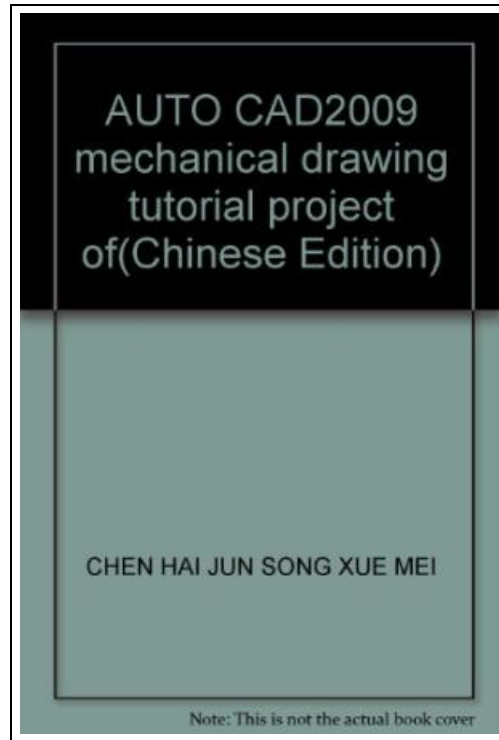 AUTO CAD2009
mechanical drawing
tutorial project
of(Chinese Edition)
CHEN HAI JUN SONG XUE MEI
Note: This is not the actual book cover